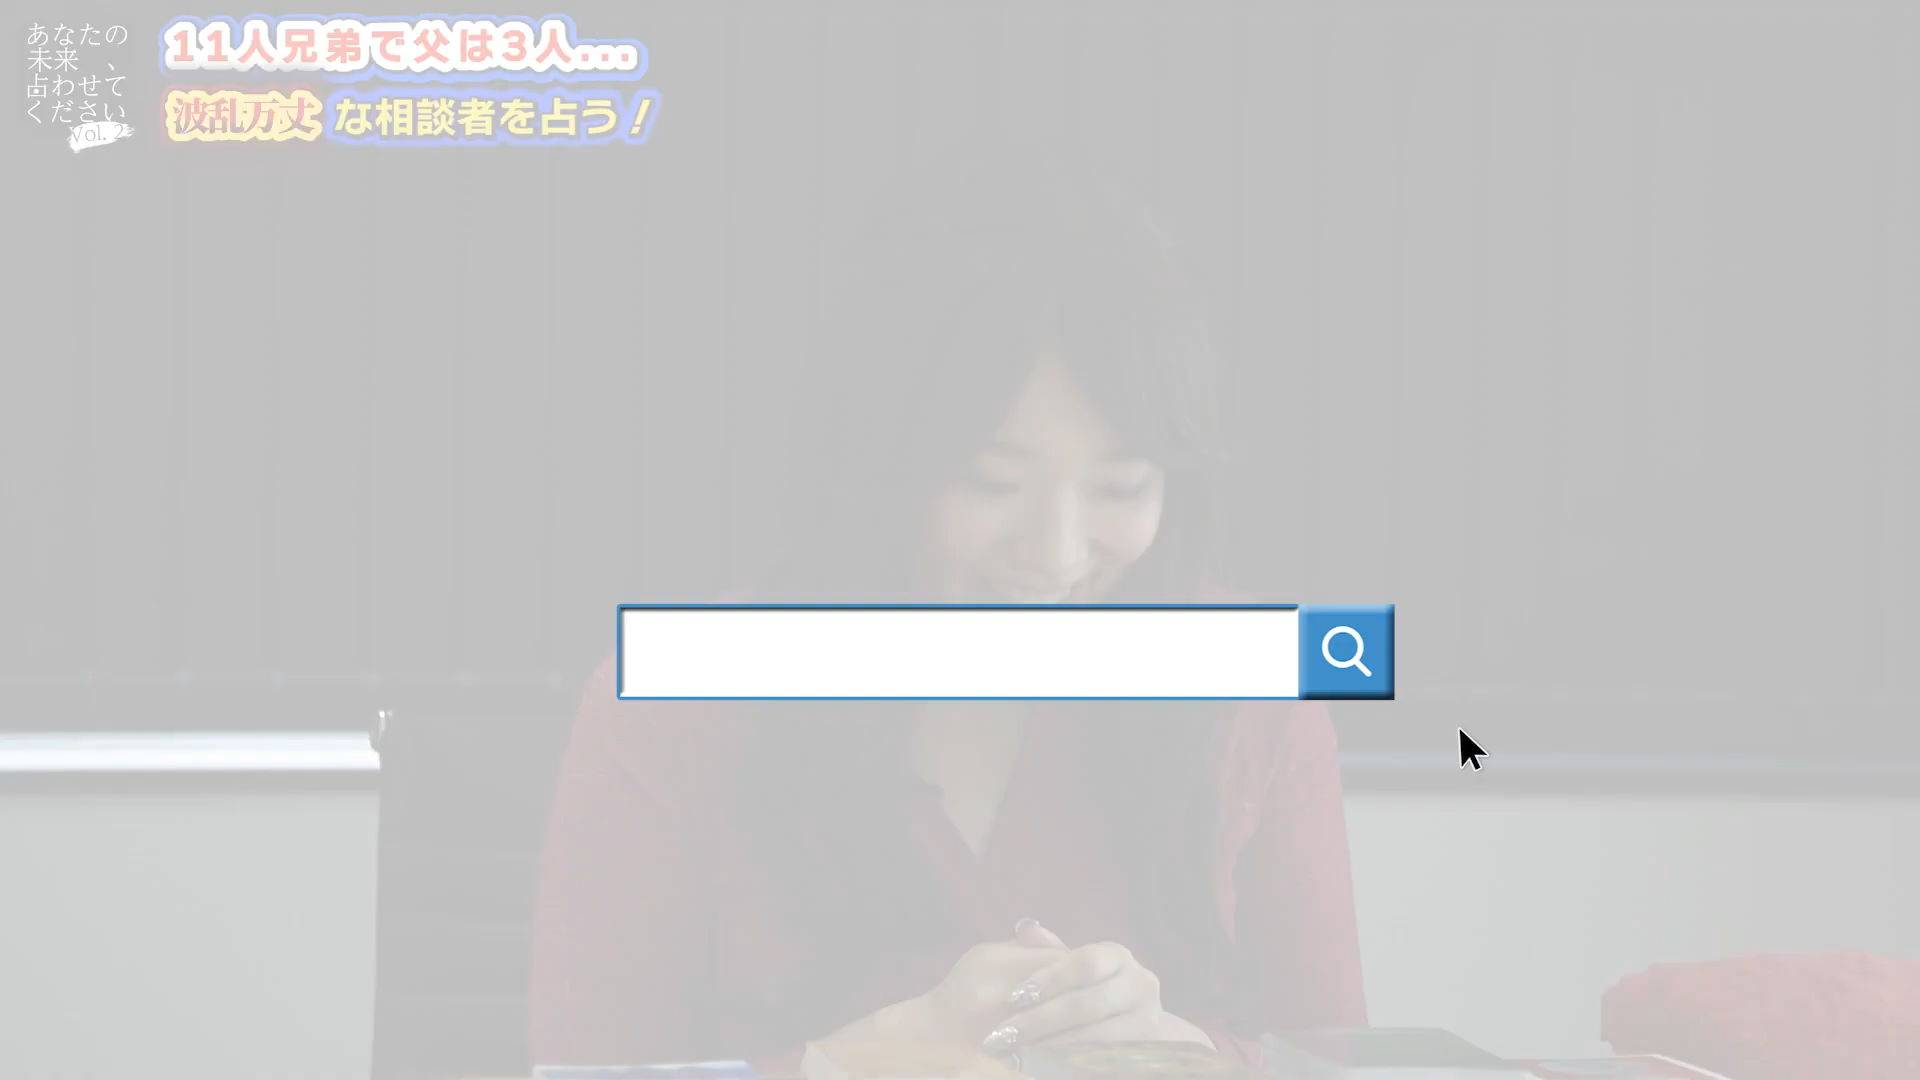 あなたの
未来、
占わせて
ください
Vol. 2
11人兄弟で父は3人...
波乱万丈な相談者を占う！